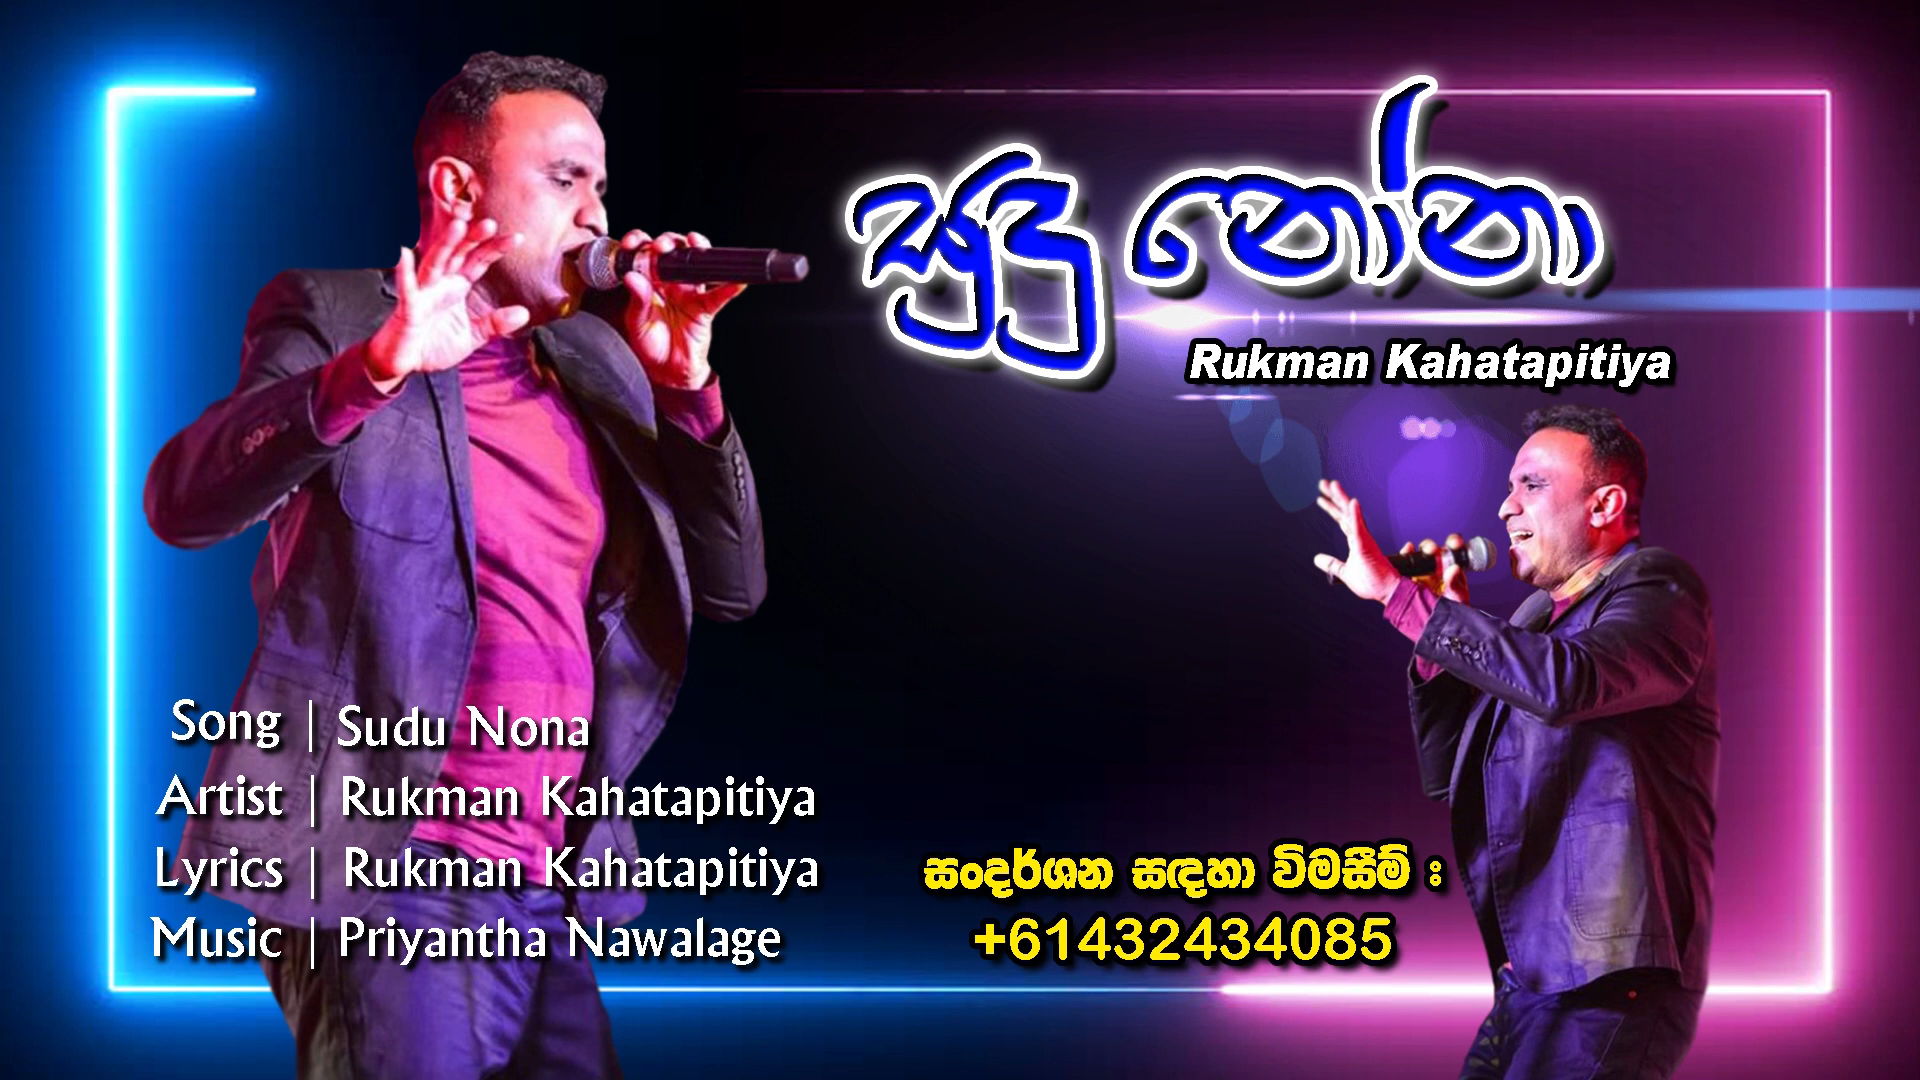 සුදු නෝනා
Rukman Kahatapitiya
Song | Sudu Nona
Artist | Rukman Kahatapitiya
Lyrics | Rukman Kahatapitiya
Music | Priyantha Nawalage
සංදර්ශන සඳහා විමසීම් :
+61432434085